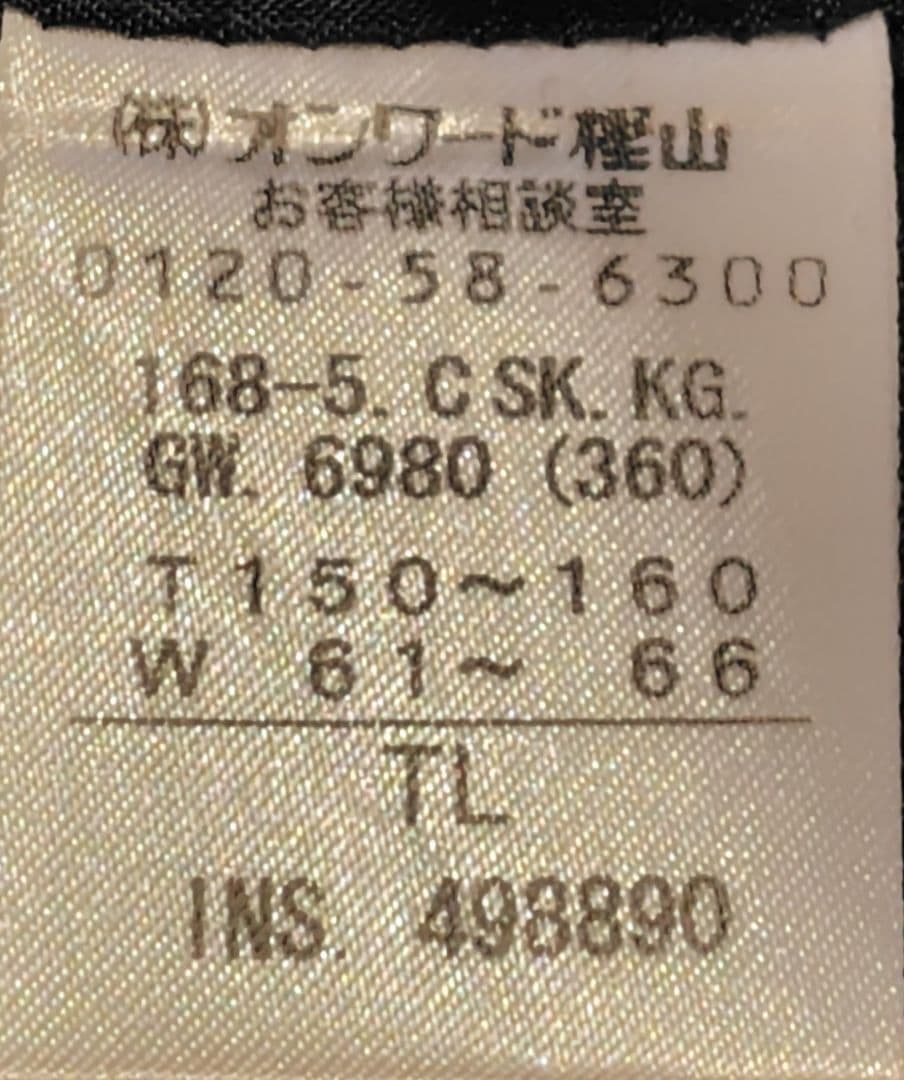 ㈱オンワード樫山
お客様相談室
0120-58-6300
168-5. C SK. KG.
GW. 6980 (360)
T150~160
W 61~ 66
TL
INS. 498890